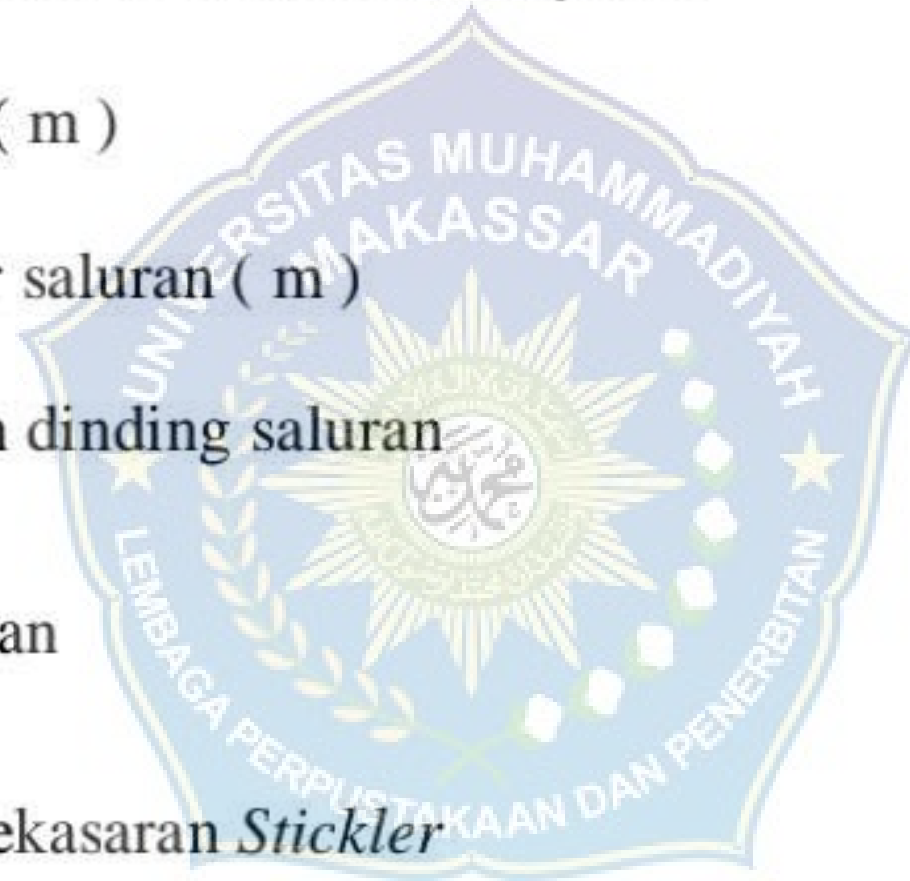 ( m )
saluran ( m )
dinding saluran
an
ekasaran Stickler
UNIVERSITAS MUHAMMADIYAH
MAKASSAR
LEMBAGA PERPUSTAKAAN DAN PENERBITAN